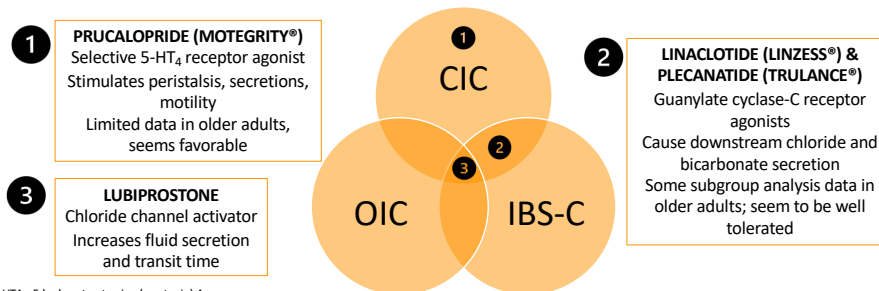 1
PRUCALOPRIDE (MOTEGRITY®)
Selective 5-HT₄ receptor agonist
Stimulates peristalsis, secretions,
motility
Limited data in older adults,
seems favorable
3
LUBIPROSTONE
Chloride channel activator
Increases fluid secretion
and transit time
1
CIC
2
3
OIC
IBS-C
2
LINACLOTIDE (LINZESS®) &
PLECANATIDE (TRULANCE®)
Guanylate cyclase-C receptor
agonists
Cause downstream chloride and
bicarbonate secretion
Some subgroup analysis data in
older adults; seem to be well
tolerated